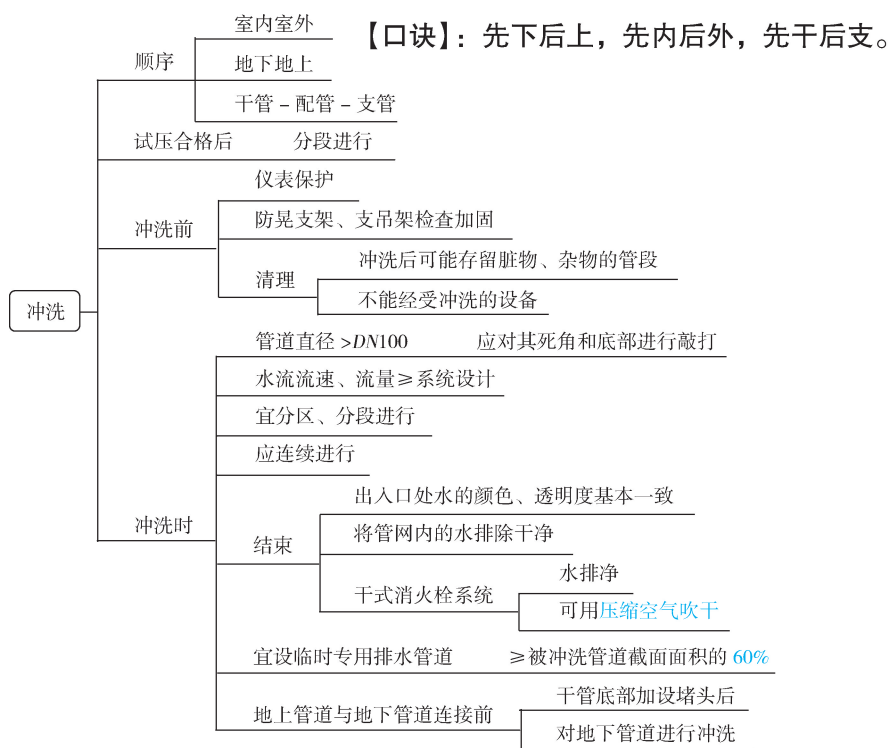 室内室外
【口诀】：先下后上，先内后外，先干后支。
顺序
地下地上
干管－配管－支管
试压合格后 分段进行
仪表保护
冲洗前
防晃支架、支吊架检查加固
清理
冲洗后可能存留脏物、杂物的管段
不能经受冲洗的设备
冲洗
管道直径 >DN100 应对其死角和底部进行敲打
水流流速、流量≥系统设计
宜分区、分段进行
应连续进行
冲洗时
结束
出入口处水的颜色、透明度基本一致
将管网内的水排除干净
干式消火栓系统
水排净
可用压缩空气吹干
宜设临时专用排水管道 ≥被冲洗管道截面面积的 60%
地上管道与地下管道连接前
干管底部加设堵头后
对地下管道进行冲洗